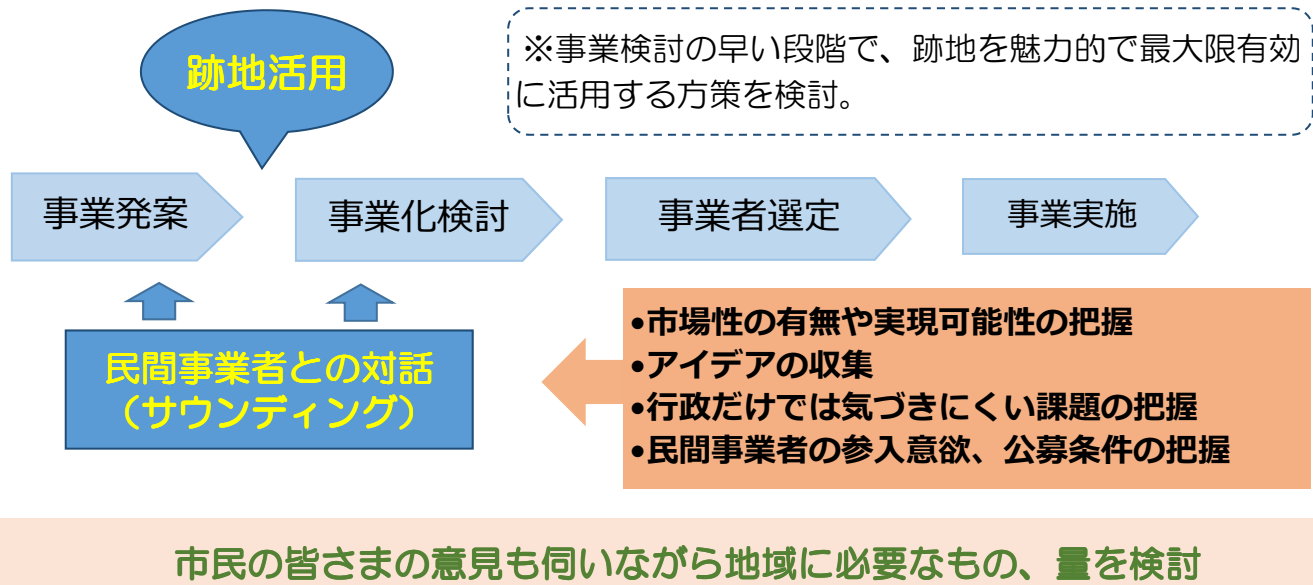 跡地活用
※事業検討の早い段階で、跡地を魅力的で最大限有効
に活用する方策を検討。
事業発案
事業化検討
事業者選定
事業実施
民間事業者との対話
（サウンディング）
•市場性の有無や実現可能性の把握
•アイデアの収集
•行政だけでは気づきにくい課題の把握
•民間事業者の参入意欲、公募条件の把握
市民の皆さまの意見も伺いながら地域に必要なもの、量を検討